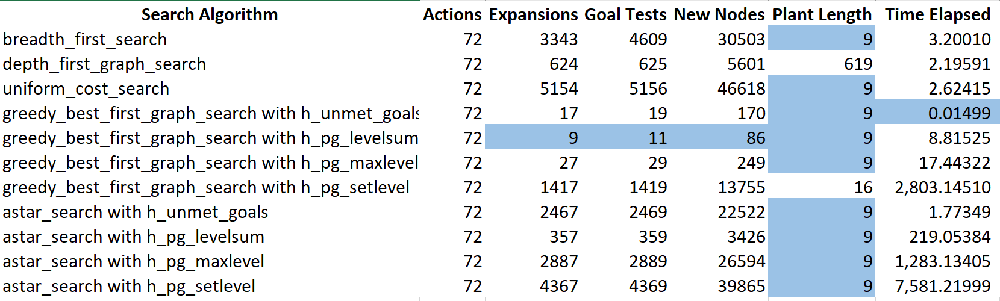 Search Algorithm Actions Expansions Goal Tests New Nodes Plant Length Time Elapsed
breadth_first_search 72 3343 4609 30503 9 3.20010
depth_first_graph_search 72 624 625 5601 619 2.19591
uniform_cost_search 72 5154 5156 46618 9 2.62415
greedy_best_first_graph_search with h_unmet_goals 72 17 19 170 9 0.01499
greedy_best_first_graph_search with h_pg_levelsum 72 9 11 86 9 8.81525
greedy_best_first_graph_search with h_pg_maxlevel 72 27 29 249 9 17.44322
greedy_best_first_graph_search with h_pg_setlevel 72 1417 1419 13755 16 2,803.14510
astar_search with h_unmet_goals 72 2467 2469 22522 9 1.77349
astar_search with h_pg_levelsum 72 357 359 3426 9 219.05384
astar_search with h_pg_maxlevel 72 2887 2889 26594 9 1,283.13405
astar_search with h_pg_setlevel 72 4367 4369 39865 9 7,581.21999